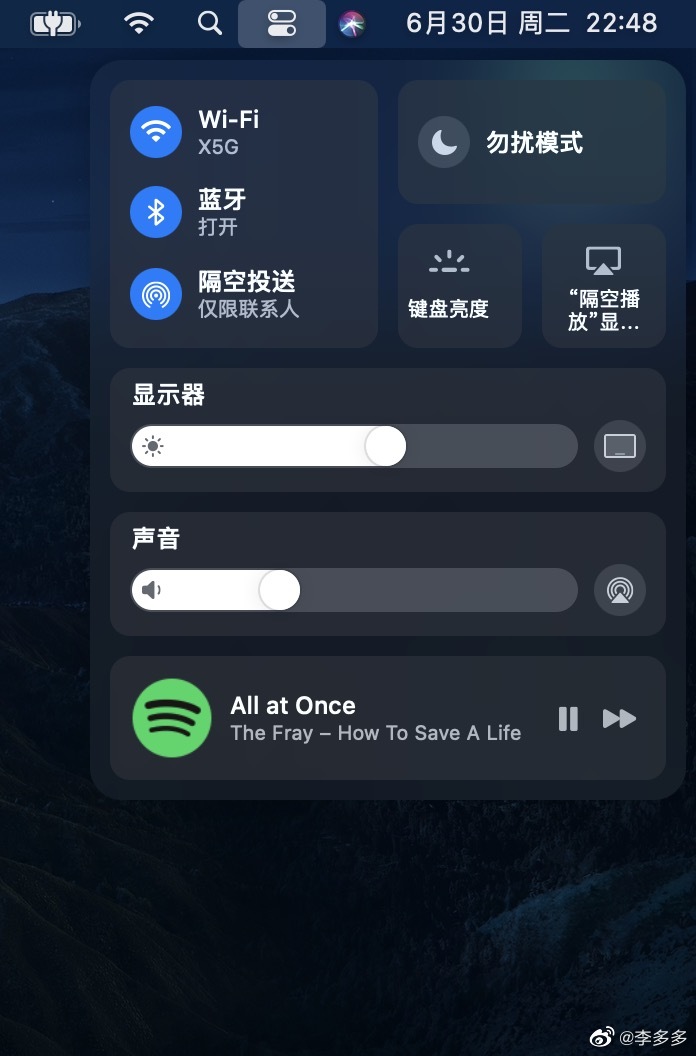 6月30日 周二 22:48
Wi-Fi
X5G
蓝牙
打开
隔空投送
仅限联系人
勿扰模式
键盘亮度
“隔空播
放”显...
显示器
声音
All at Once
The Fray – How To Save A Life
@李多多